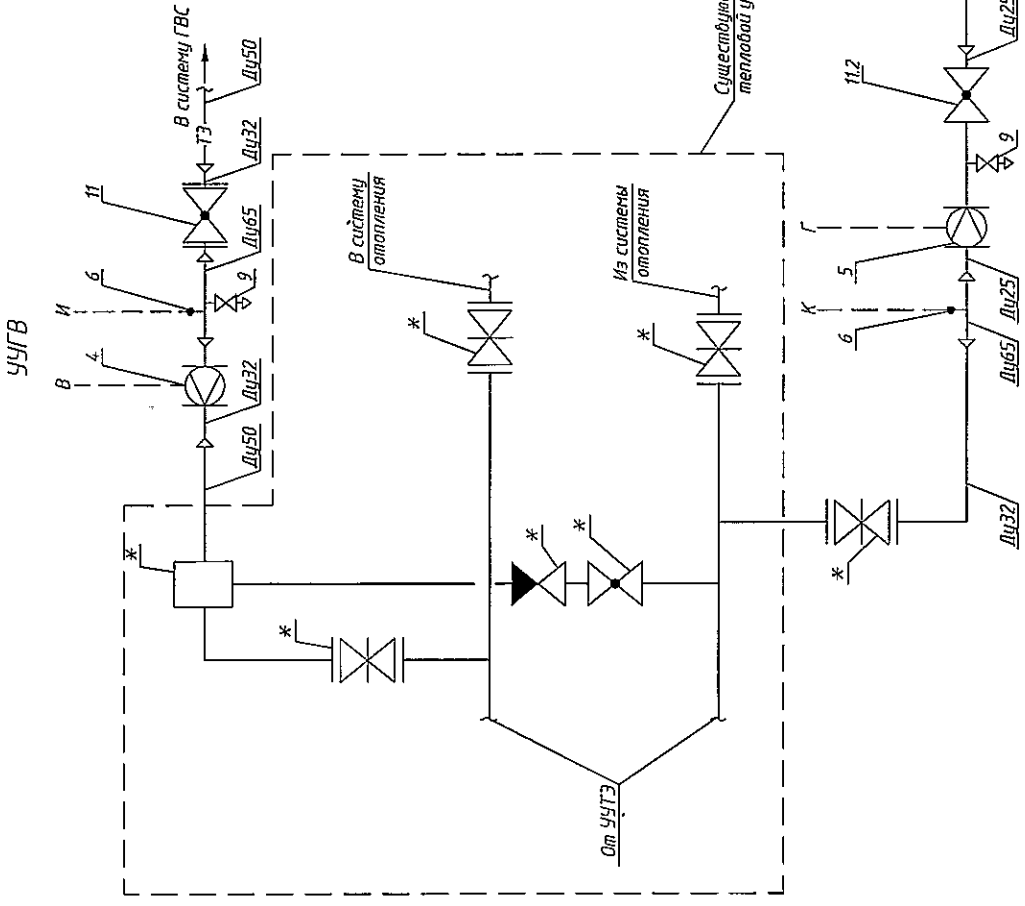 УУГВ
В систему ГВС
Т3
Ду50
Ду32
11
Ду65
6
И
9
4
В
Ду32
Ду50
*
*
В систему
отопления
*
Существую
тепловой у
Из системы
отопления
*
*
*
От УУТЭ
*
Ду25
11.2
9
Г
5
К
6
Ду25
Ду65
Ду32